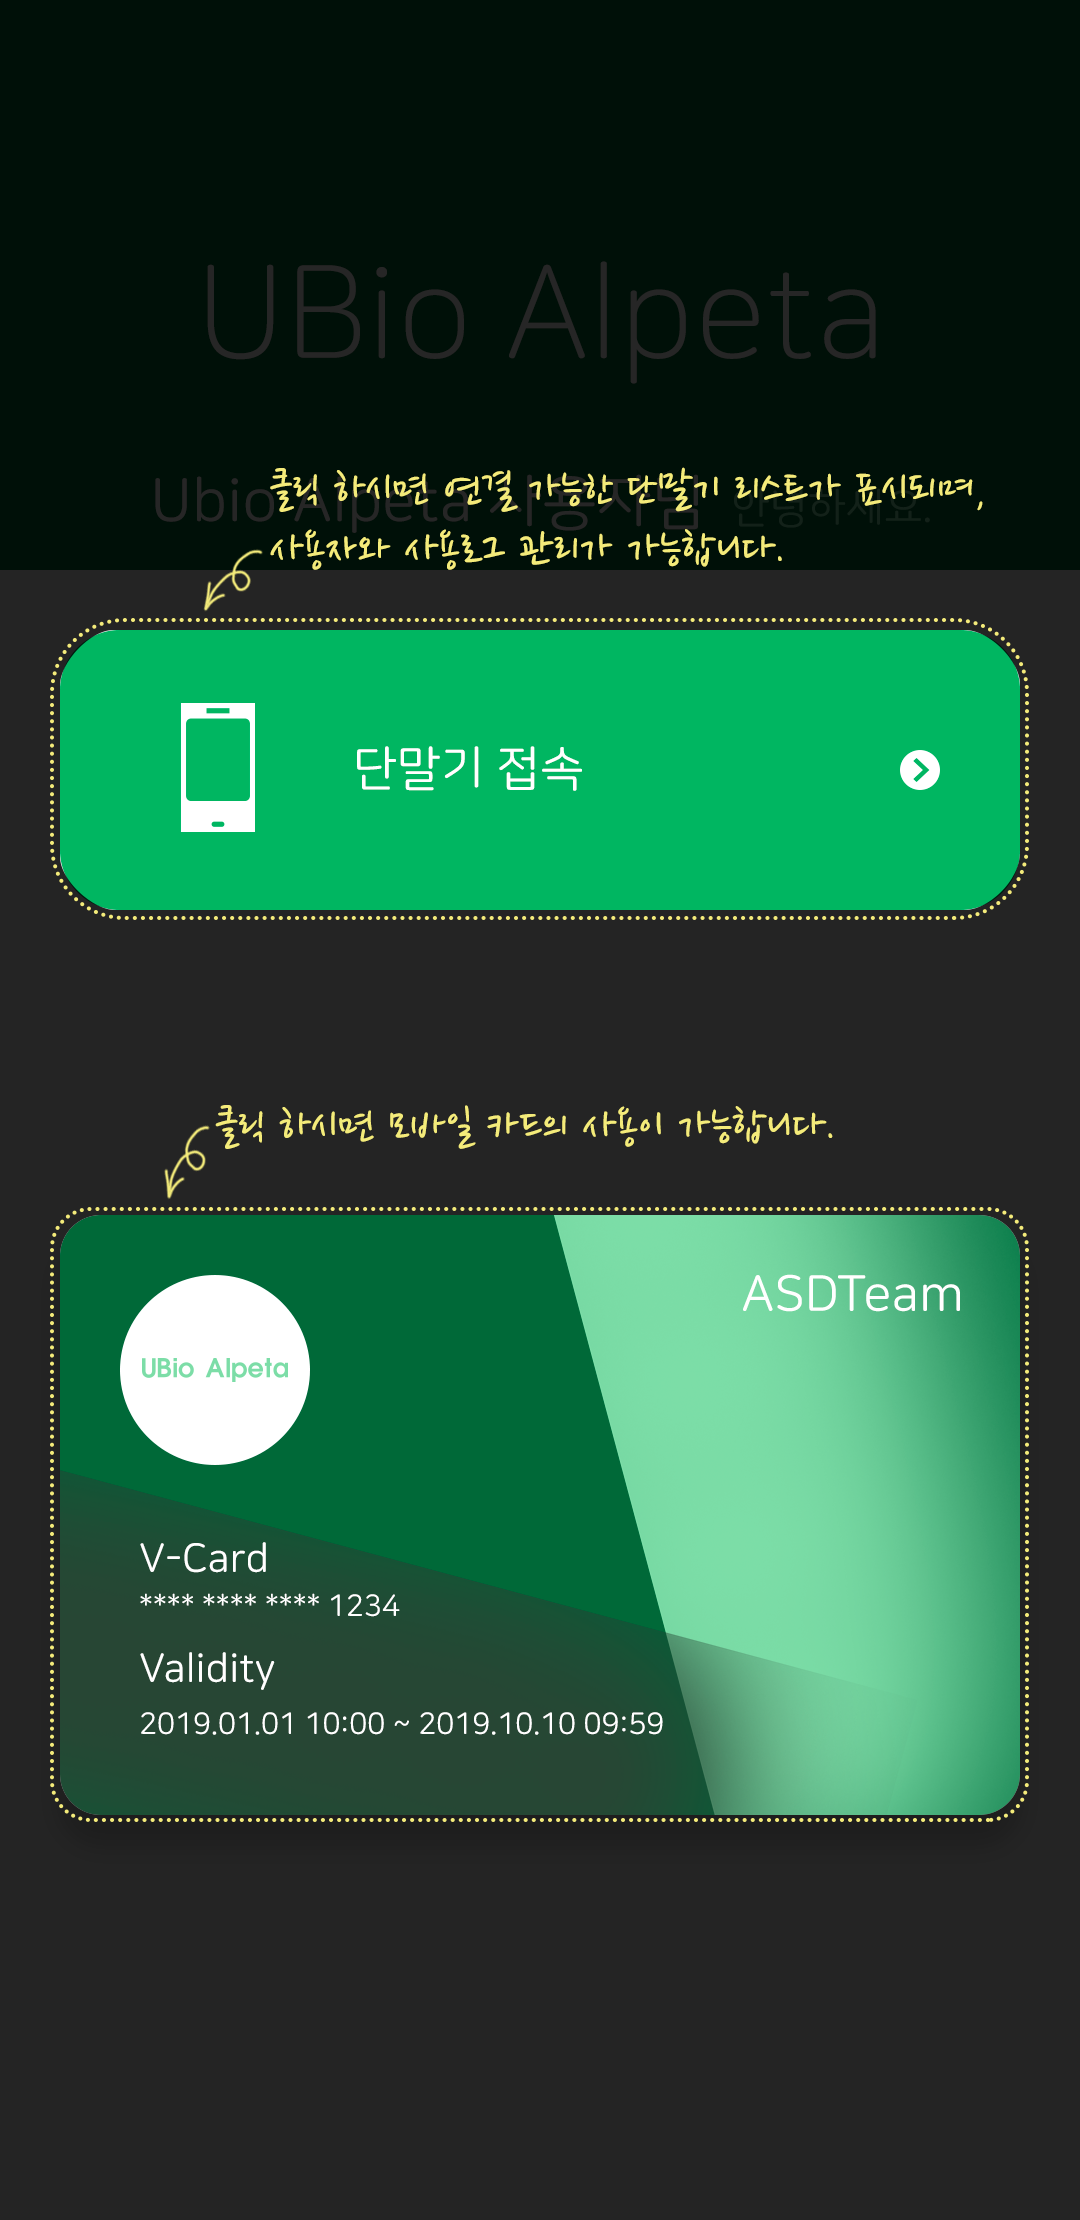 UBio Alpeta
클릭 하시면 연결 가능한 단말기 리스트가 표시되며,
Ubio Alpeta 사용자님 안녕하세요.
사용자와 사용로그 관리가 가능합니다.
단말기 접속
클릭 하시면 모바일 카드의 사용이 가능합니다.
ASDTeam
UBio Alpeta
V-Card
**** **** **** 1234
Validity
2019.01.01 10:00 ~ 2019.10.10 09:59